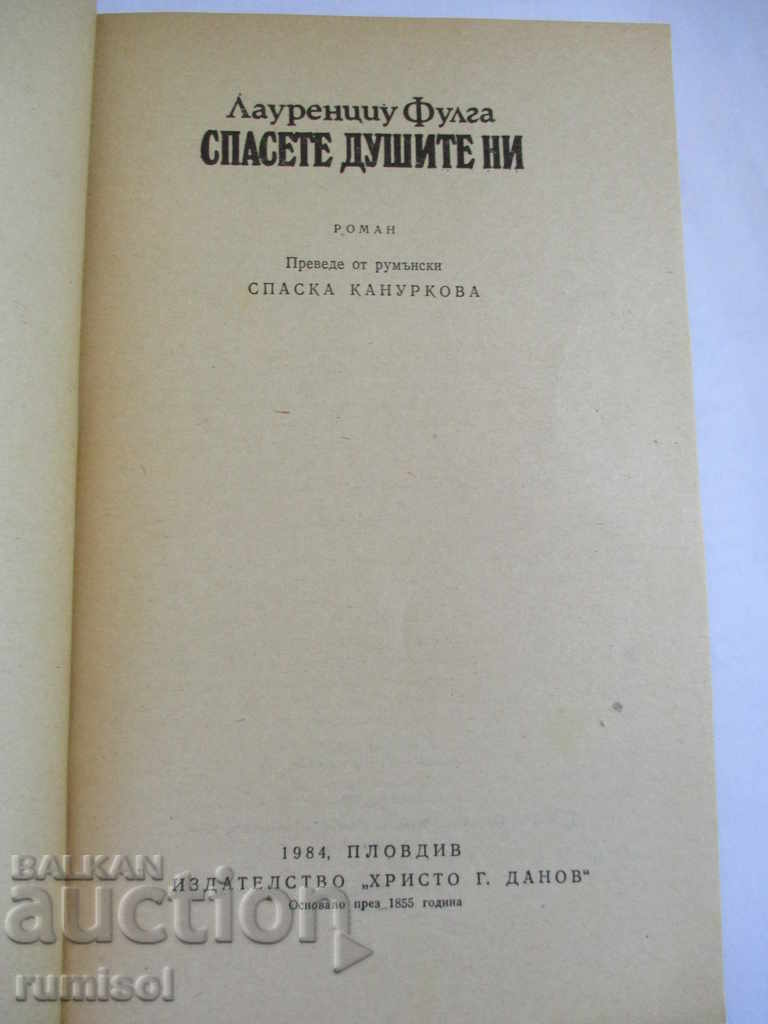 Лауренциу Фулга
СПАСЕТЕ ДУШИТЕ НИ
РОМАН
Преведе от румънски
СПАСКА КАНУРКОВА
1984, ПЛОВДИВ
ИЗДАТЕЛСТВО „ХРИСТО Г. ДАНОВ“
Основано през 1855 година
BALKAN
auction
rumisol